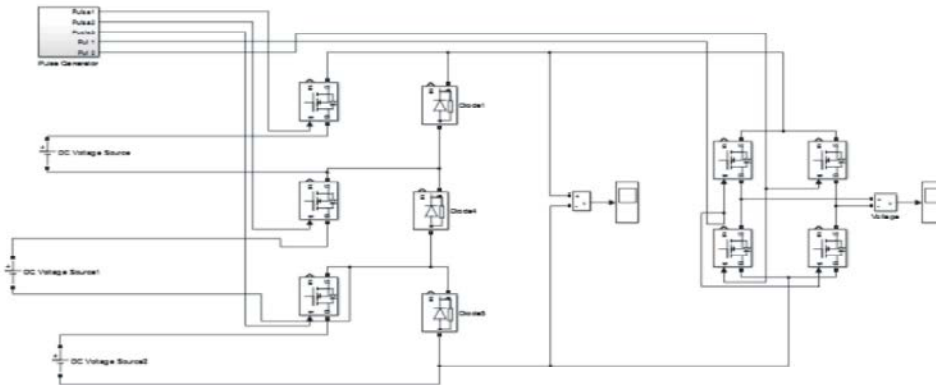 Pulse1
Pulse2
Pulse3
Pul 1
Pul 2
Pulse Generator
Diode1
DC Voltage Source
Diode4
Voltage
DC Voltage Source1
Diode5
DC Voltage Source2